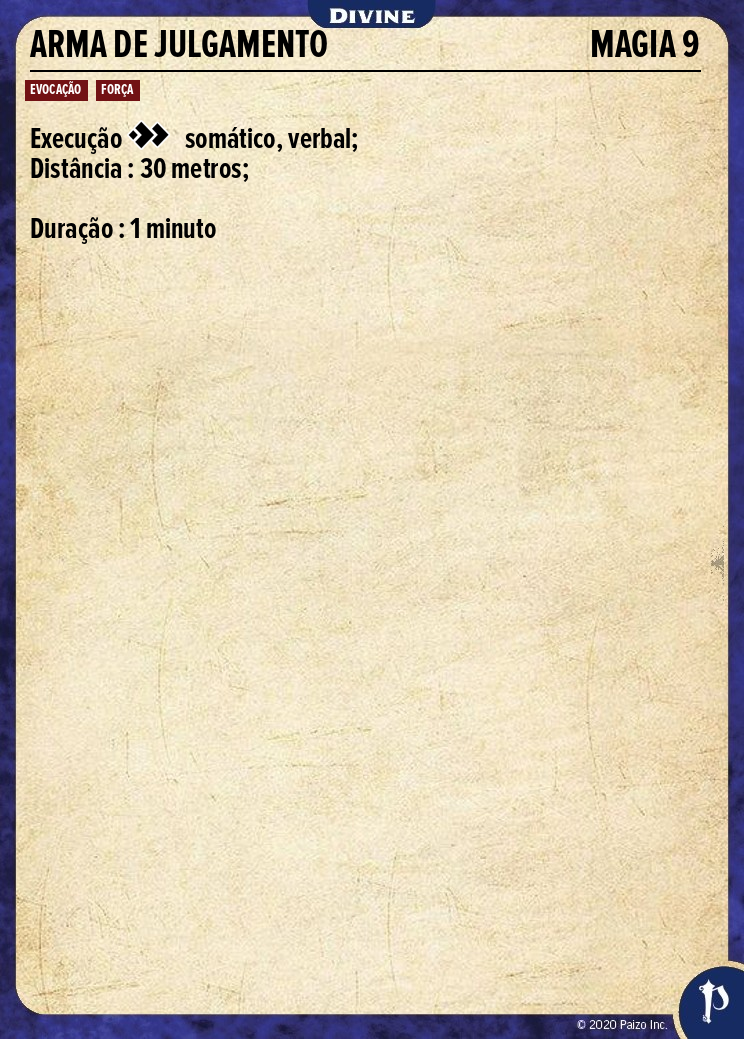 DIVINE
ARMA DE JULGAMENTO MAGIA 9
EVOCAÇÃO FORÇA
Execução somático, verbal;
Distância : 30 metros;
Duração : 1 minuto
© 2020 Paizo Inc.
P